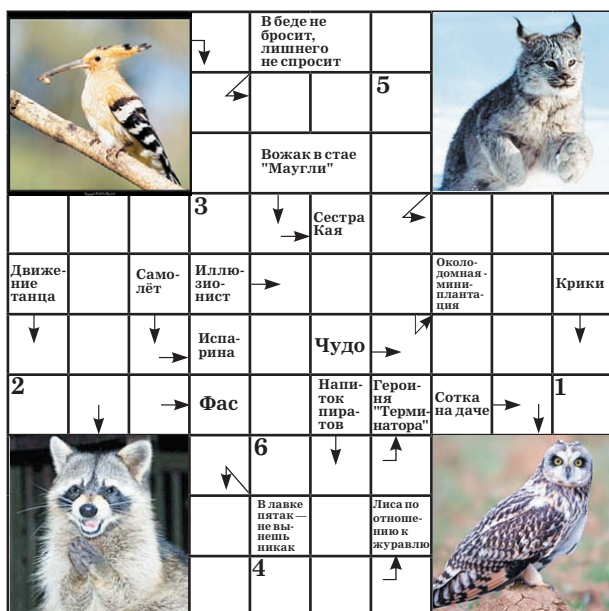 В беде не
бросит,
лишнего
не спросит
5
Вожак в стае
"Маугли"
3
Сестра
Кая
Движе-
ние
танца
Само-
лёт
Иллю-
зио-
нист
Около-
домная -
мини-
планта-
ция
Крики
Испа-
рина
Чудо
2
Фас
Напи-
ток
пира-
тов
Герои-
ня
"Терми-
натора"
Сотка
на даче
1
6
В лавке
пятак —
не вы-
нешь
никак
Лиса по
отноше-
нию к
журавлю
4